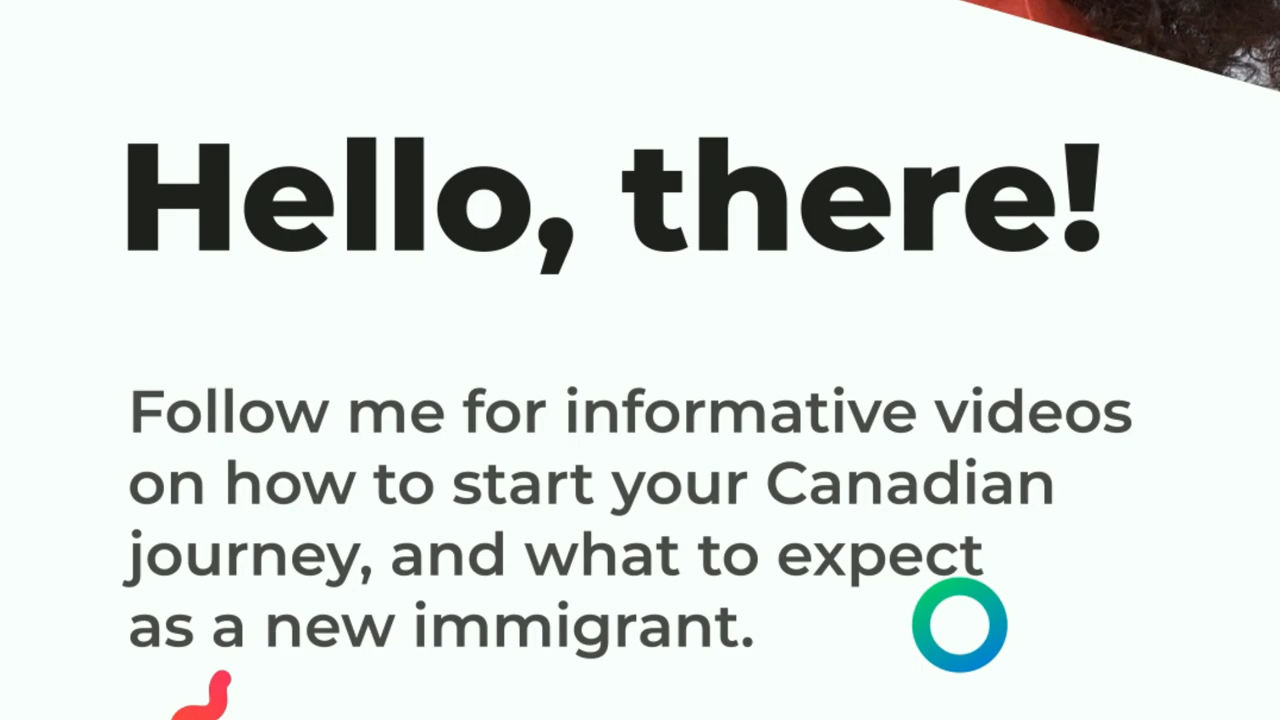 Hello, there!
Follow me for informative videos
on how to start your Canadian
journey, and what to expect
as a new immigrant.